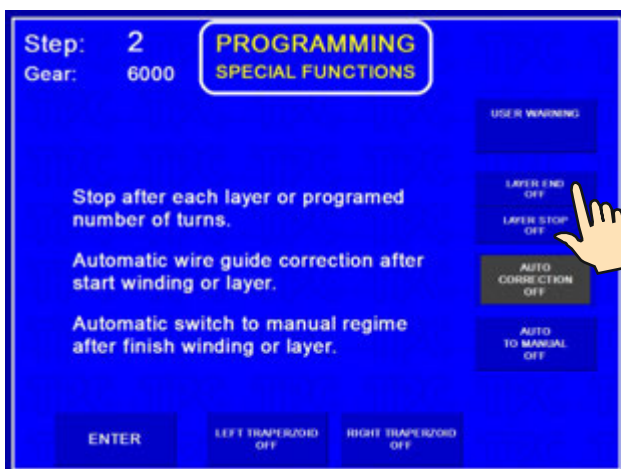 Step: 2
PROGRAMMING
Gear: 6000
SPECIAL FUNCTIONS
USER WARNING
LAYER END
OFF
LAYER STOP
OFF
Stop after each layer or programed
number of turns.
Automatic wire guide correction after
start winding or layer.
AUTO
CORRECTION
OFF
Automatic switch to manual regime
after finish winding or layer.
AUTO
TO MANUAL
OFF
ENTER
LEFT TRAPERZOID
OFF
RIGHT TRAPERZOID
OFF